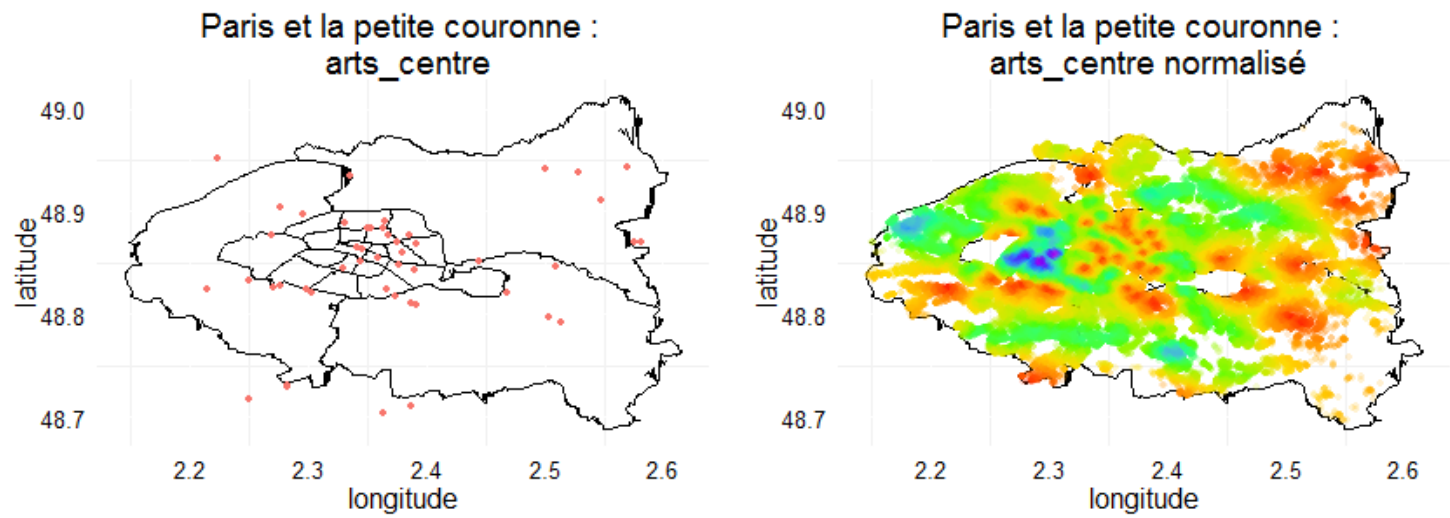 Paris et la petite couronne :
arts_centre
49.0
48.9
48.8
48.7
latitude
2.2 2.3 2.4 2.5 2.6
longitude
Paris et la petite couronne :
arts_centre normalisé
49.0
48.9
48.8
48.7
latitude
2.2 2.3 2.4 2.5 2.6
longitude